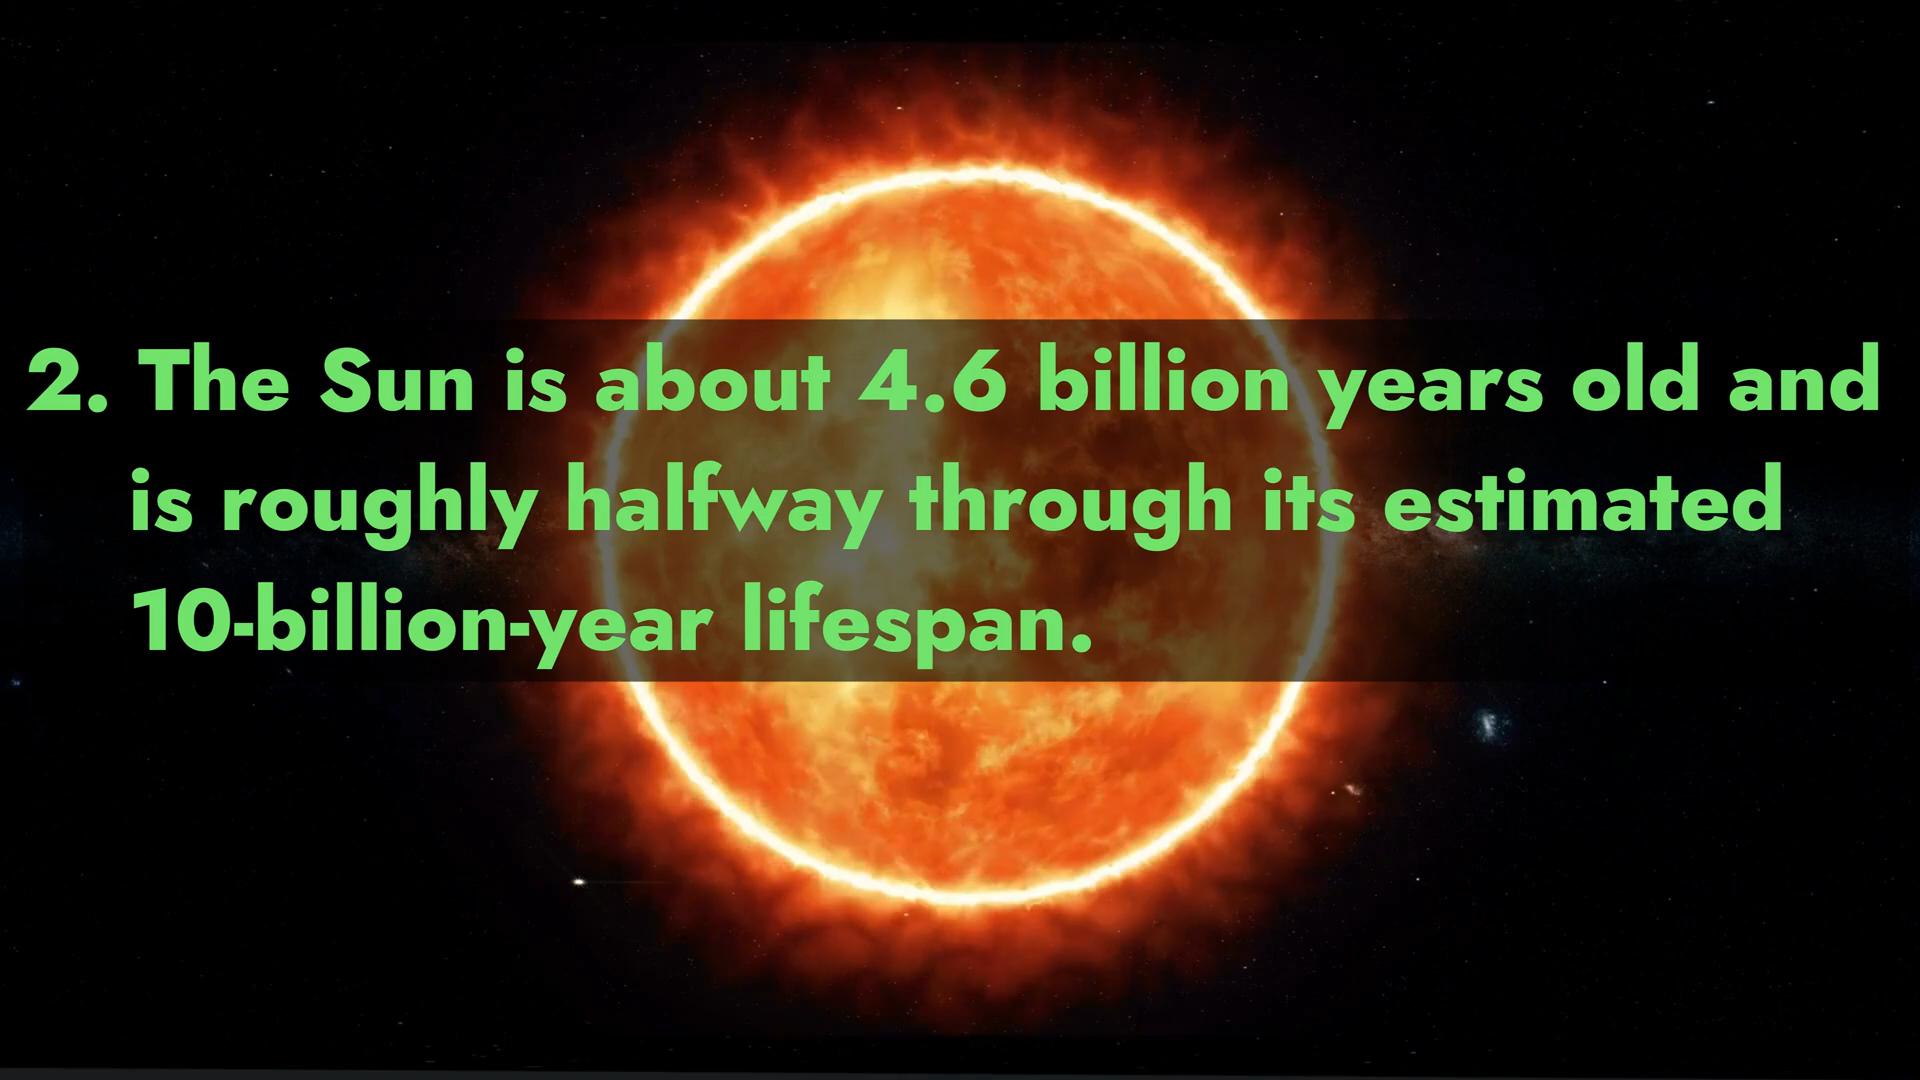 2. The Sun is about 4.6 billion years old and
is roughly halfway through its estimated
10-billion-year lifespan.